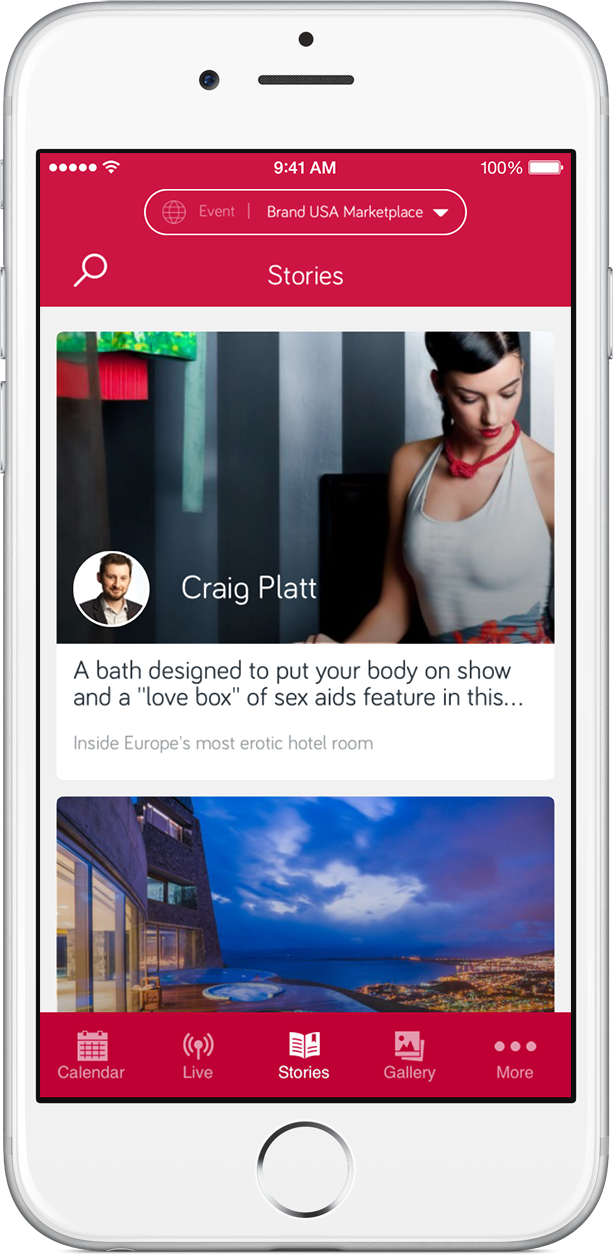 9:41 AM
100%
Event | Brand USA Marketplace
Stories
Craig Platt
A bath designed to put your body on show
and a "love box" of sex aids feature in this...
Inside Europe's most erotic hotel room
Calendar
Live
Stories
Gallery
More